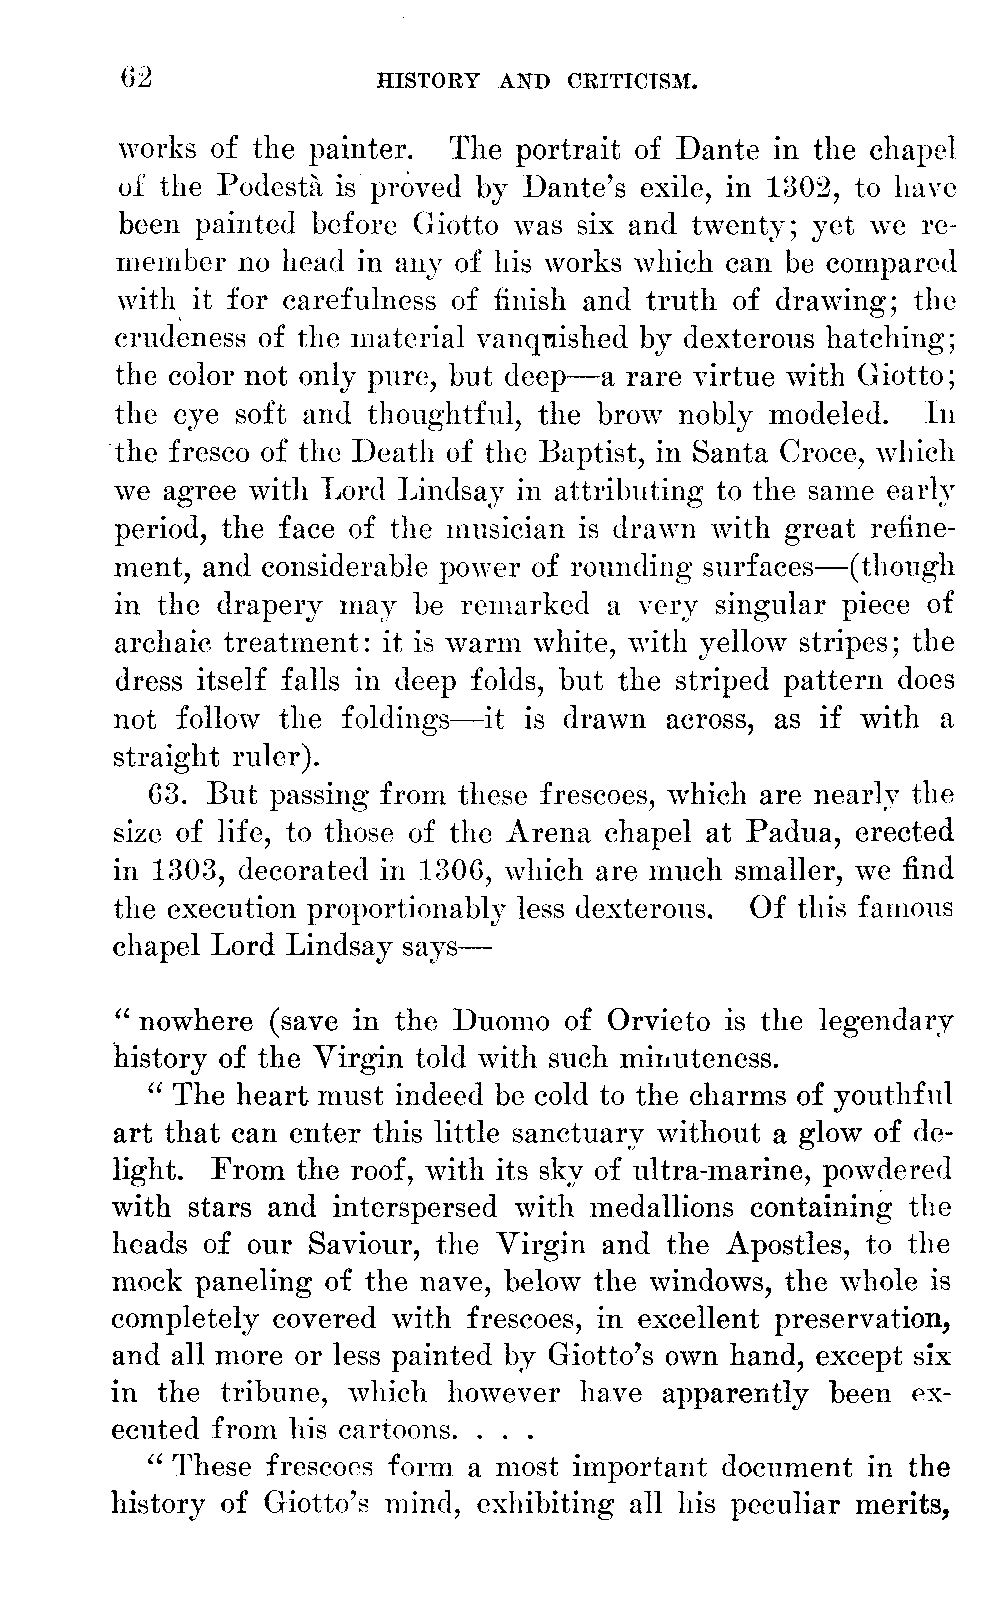 62 HISTORY AND CRITICISM.
works of the painter. The portrait of Dante in the chapel
of the Podestà is proved by Dante's exile, in 1302, to have
been painted before Giotto was six and twenty; yet we re-
member no head in any of his works which can be compared
with it for carefulness of finish and truth of drawing; the
crudeness of the material vanquished by dexterous hatching;
the color not only pure, but deep—a rare virtue with Giotto;
the eye soft and thoughtful, the brow nobly modeled. In
the fresco of the Death of the Baptist, in Santa Croce, which
we agree with Lord Lindsay in attributing to the same early
period, the face of the musician is drawn with great refine-
ment, and considerable power of rounding surfaces—(though
in the drapery may be remarked a very singular piece of
archaic treatment: it is warm white, with yellow stripes; the
dress itself falls in deep folds, but the striped pattern does
not follow the foldings—it is drawn across, as if with a
straight ruler).
63. But passing from these frescoes, which are nearly the
size of life, to those of the Arena chapel at Padua, erected
in 1303, decorated in 1306, which are much smaller, we find
the execution proportionably less dexterous. Of this famous
chapel Lord Lindsay says—
"nowhere (save in the Duomo of Orvieto is the legendary
history of the Virgin told with such minuteness.
"The heart must indeed be cold to the charms of youthful
art that can enter this little sanctuary without a glow of de-
light. From the roof, with its sky of ultra-marine, powdered
with stars and interspersed with medallions containing the
heads of our Saviour, the Virgin and the Apostles, to the
mock paneling of the nave, below the windows, the whole is
completely covered with frescoes, in excellent preservation,
and all more or less painted by Giotto's own hand, except six
in the tribune, which however have apparently been ex-
ecuted from his cartoons. . . .
"These frescoes form a most important document in the
history of Giotto's mind, exhibiting all his peculiar merits,